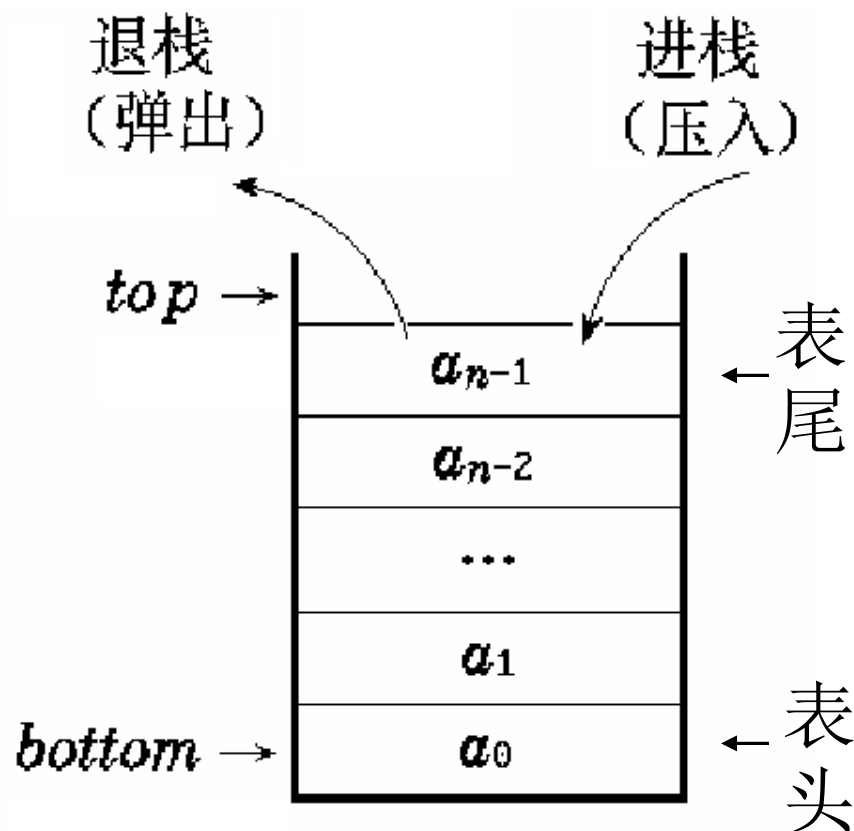 退栈
（弹出）
进栈
（压入）
top
aₙ₋₁
表
尾
aₙ₋₂
···
a₁
bottom
a₀
表
头